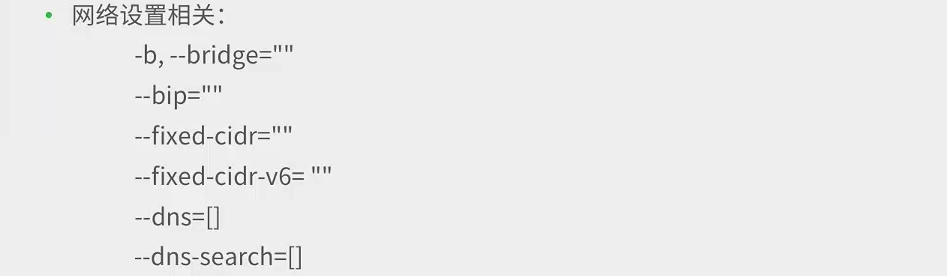 • 网络设置相关：
-b, --bridge=""
--bip=""
--fixed-cidr=""
--fixed-cidr-v6= ""
--dns=[]
--dns-search=[]